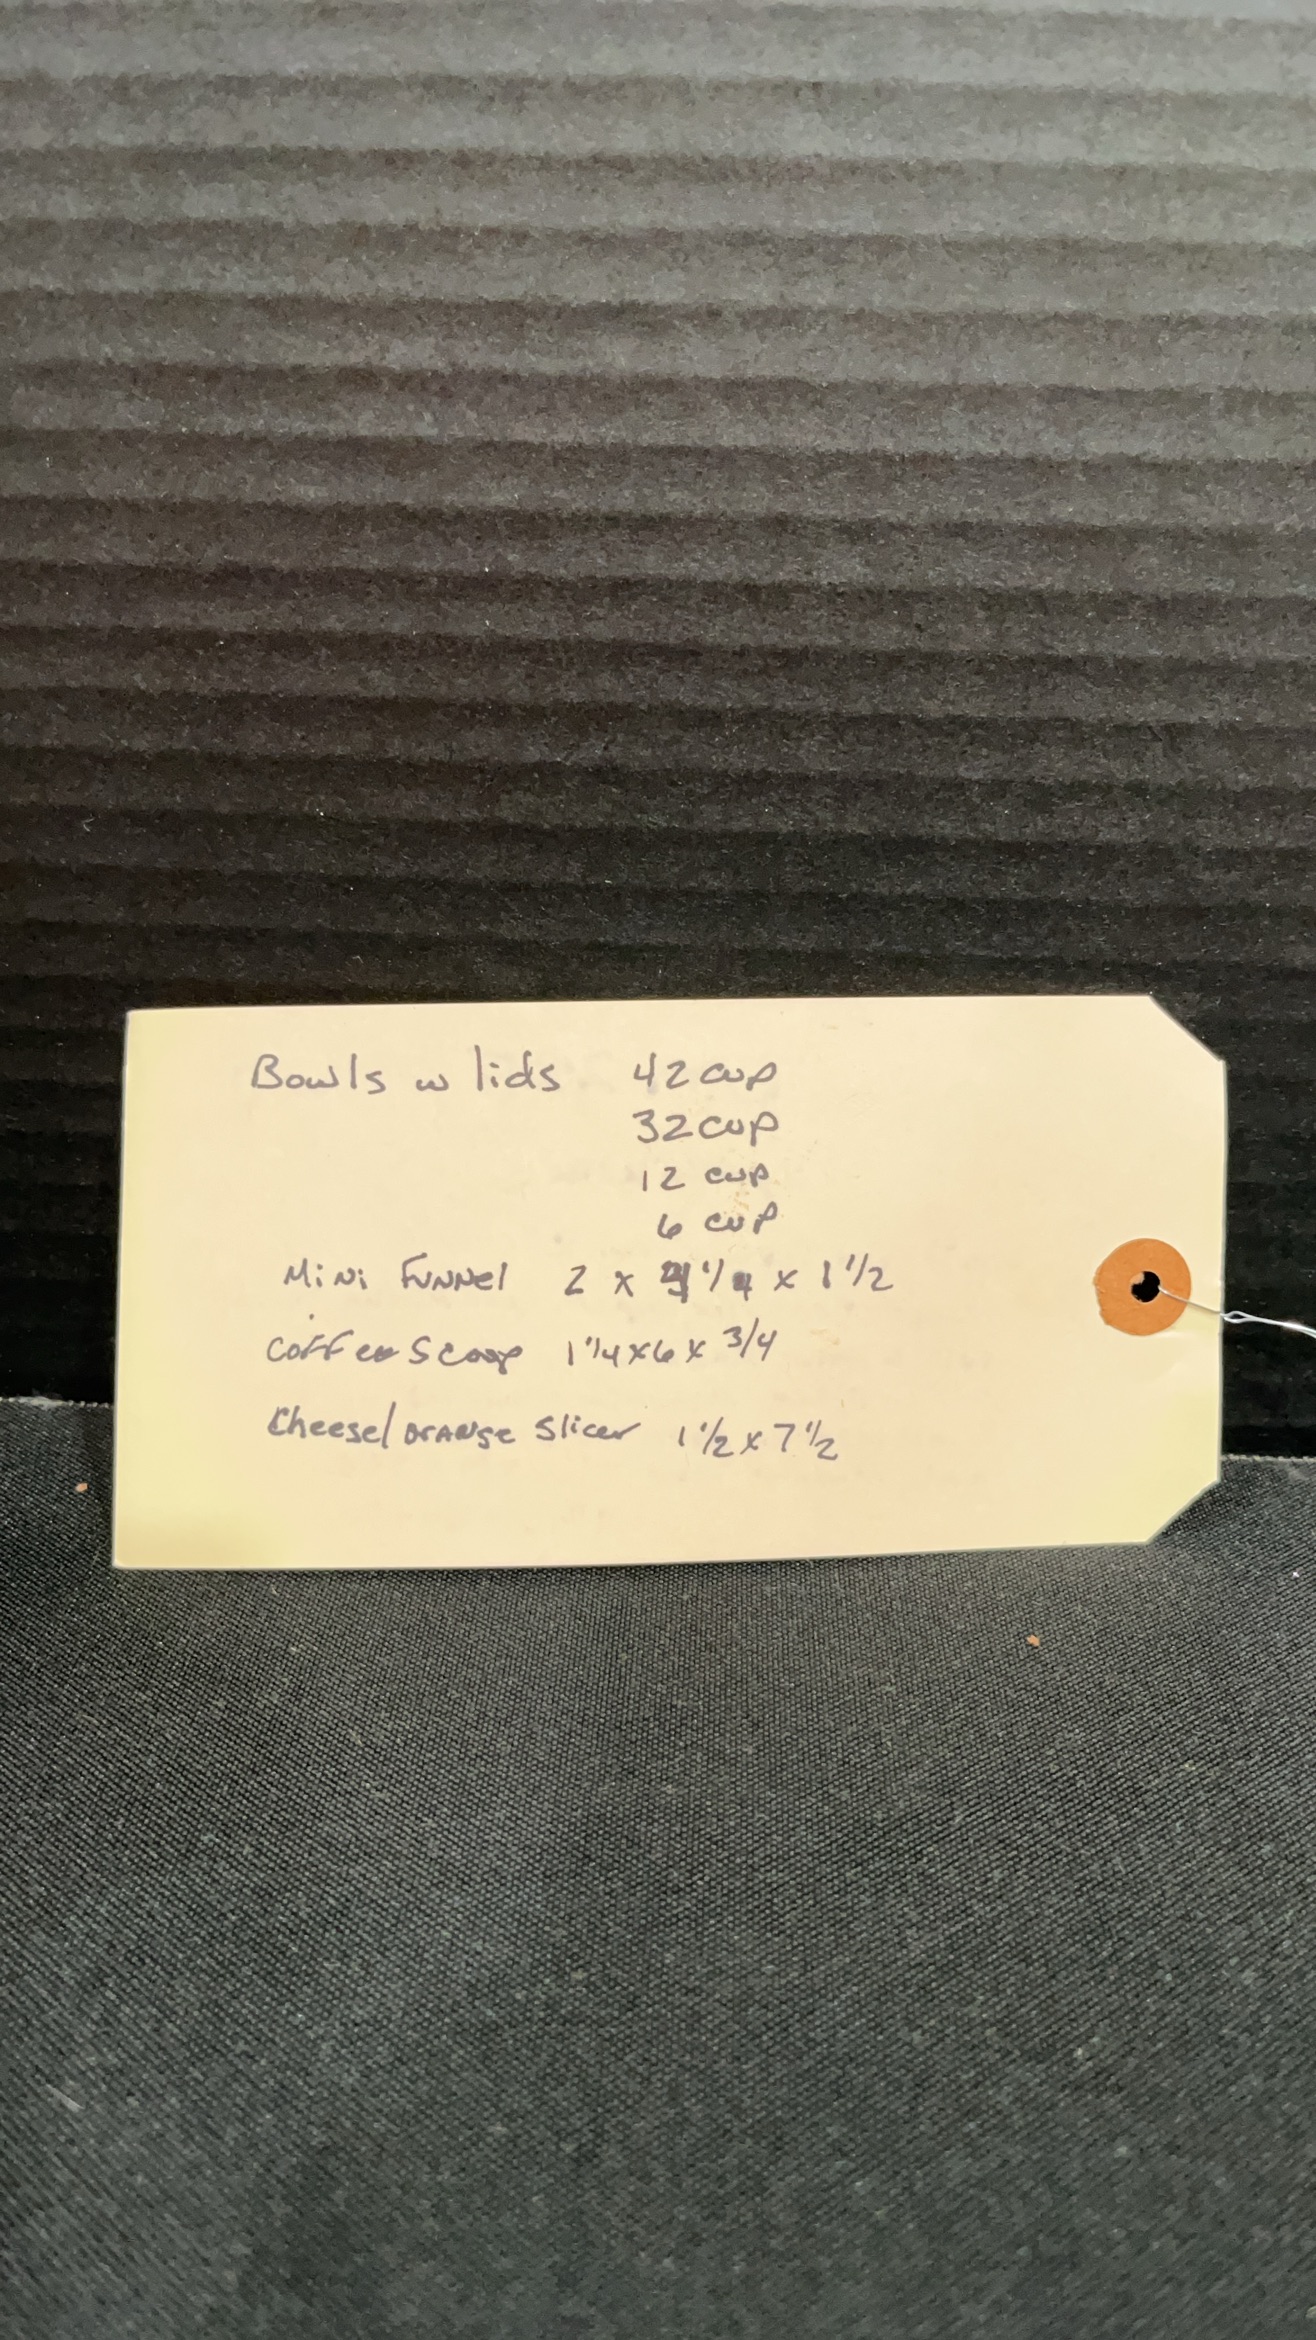 Bowls w lids 42 cup
32 cup
12 cup
6 cup
Mini Funnel 2 x 4 1/4 x 1 1/2
Coffee Scoop 1 1/4 x 6 x 3/4
Cheese/orange Slicer 1 1/2 x 7 1/2